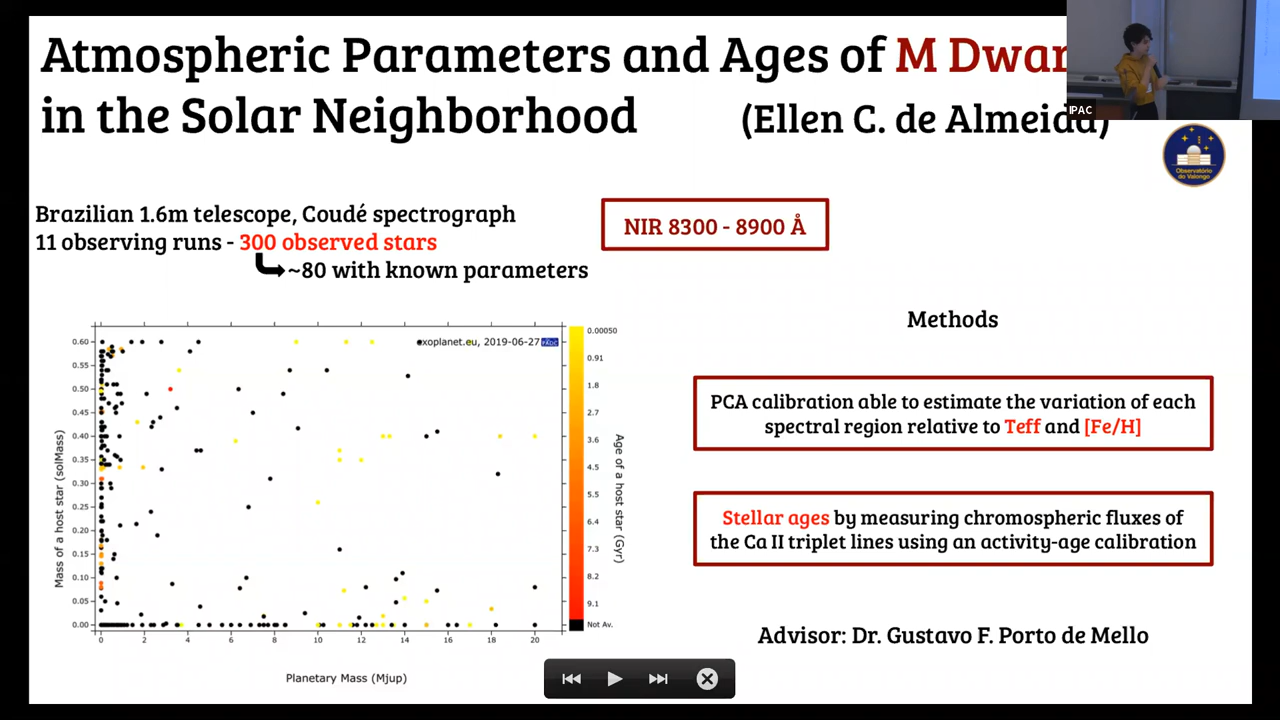 Atmospheric Parameters and Ages of M Dwar
in the Solar Neighborhood (Ellen C. de Almeida)
IPAC
Observatório
do Valongo
Brazilian 1.6m telescope, Coudé spectrograph
11 observing runs - 300 observed stars
~80 with known parameters
NIR 8300 - 8900 Å
Methods
PCA calibration able to estimate the variation of each
spectral region relative to Teff and [Fe/H]
Stellar ages by measuring chromospheric fluxes of
the Ca II triplet lines using an activity-age calibration
Advisor: Dr. Gustavo F. Porto de Mello
exoplanet.eu, 2019-06-27
Mass of a host star (solMass)
0.60
0.55
0.50
0.45
0.40
0.35
0.30
0.25
0.20
0.15
0.10
0.05
0.00
0 2 4 6 8 10 12 14 16 18 20
Planetary Mass (Mjup)
0.00050
0.91
1.8
2.7
3.6
4.5
5.5
6.4
7.3
8.2
9.1
Not Av.
Age of a host star (Gyr)